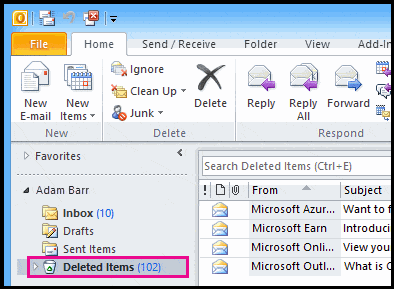 File Home Send / Receive Folder View Add-In
New E-mail
New Items
Ignore
Clean Up
Junk
Delete
Reply
Reply All
Forward
New Delete Respond
Favorites
Search Deleted Items (Ctrl+E)
Adam Barr
Inbox (10)
Drafts
Sent Items
Deleted Items (102)
! From Subject
Microsoft Azur... Want to f
Microsoft Earn Introduci
Microsoft Onli... View you
Microsoft Outl... What is C